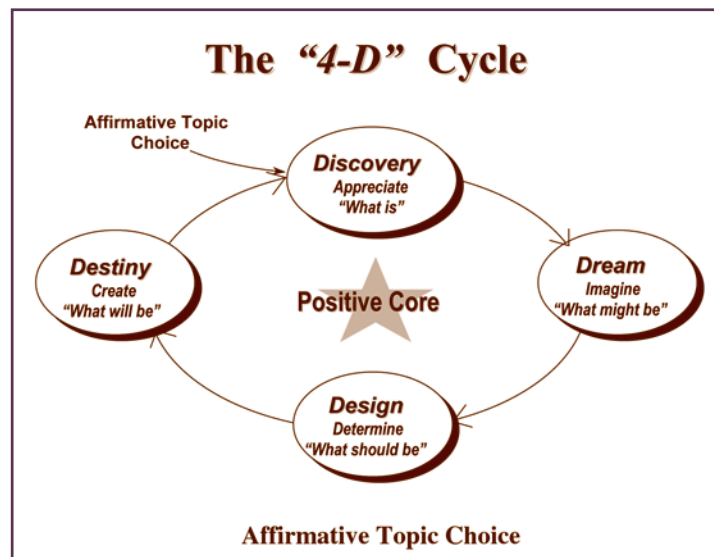 The “4-D” Cycle
Affirmative Topic
Choice
Discovery
Appreciate
“What is”
Destiny
Create
“What will be”
Positive Core
Dream
Imagine
“What might be”
Design
Determine
“What should be”
Affirmative Topic Choice